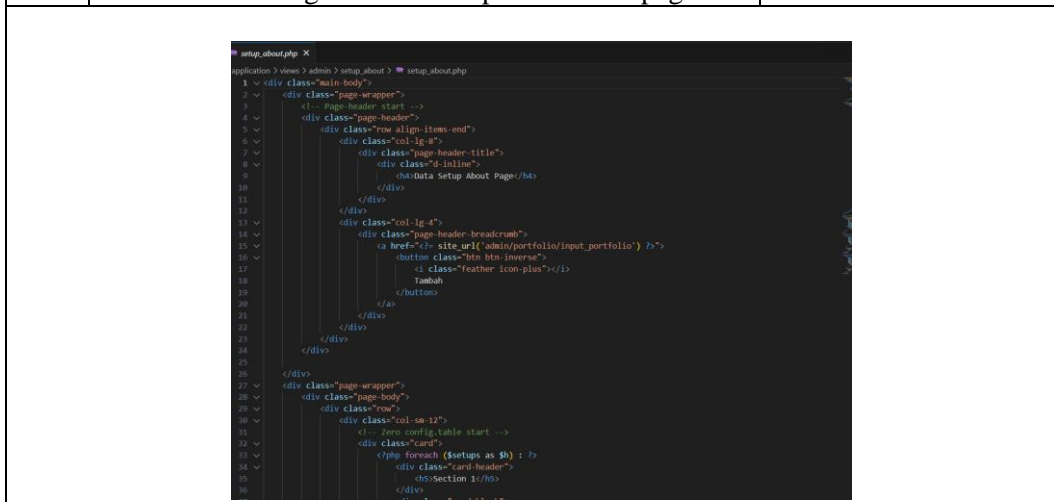 setup_about.php ×
application > views > admin > setup_about > setup_about.php
1 <div class="main-body">
2 <div class="page-wrapper">
3 <!-- Page-header start -->
4 <div class="page-header">
5 <div class="row align-items-end">
6 <div class="col-lg-8">
7 <div class="page-header-title">
8 <div class="d-inline">
9 <h4>Data Setup About Page</h4>
10 </div>
11 </div>
12 </div>
13 <div class="col-lg-4">
14 <div class="page-header-breadcrumb">
15 <a href="<?= site_url('admin/portfolio/input_portfolio') ?>">
16 <button class="btn btn-inverse">
17 <i class="feather icon-plus"></i>
18 Tambah
19 </button>
20 </a>
21 </div>
22 </div>
23 </div>
24 </div>
25
26 </div>
27 <div class="page-wrapper">
28 <div class="page-body">
29 <div class="row">
30 <div class="col-sm-12">
31 <!-- Zero config.table start -->
32 <div class="card">
33 <?php foreach ($setups as $h) : ?>
34 <div class="card-header">
35 <h5>Section 1</h5>
36 </div>